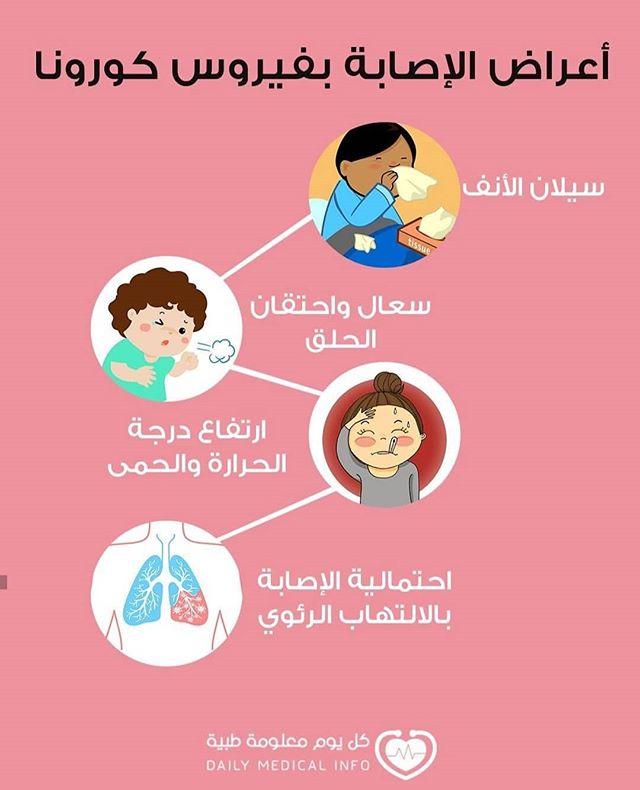 أعراض الإصابة بفيروس كورونا
سيلان الأنف
tissue
سعال واحتقان
الحلق
ارتفاع درجة
الحرارة والحمى
احتمالية الإصابة
بالالتهاب الرئوي
كل يوم معلومة طبية
DAILY MEDICAL INFO